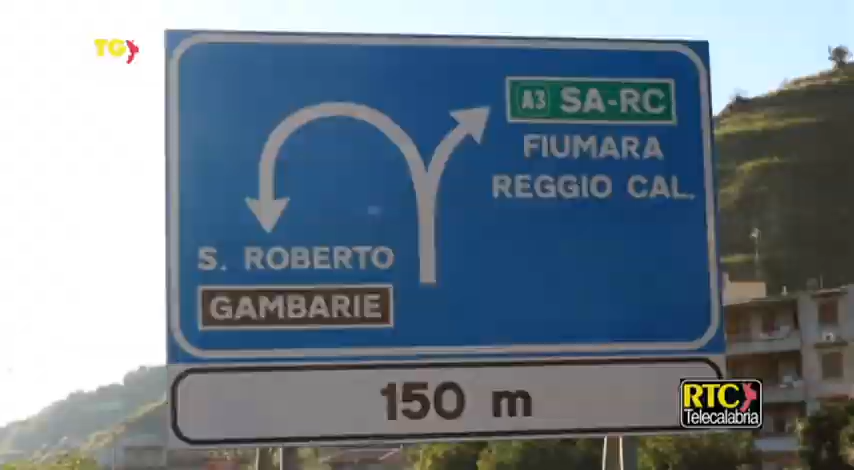 TG
A3 SA-RC
FIUMARA
REGGIO CAL.
S. ROBERTO
GAMBARIE
150 m
RTC
Telecalabria